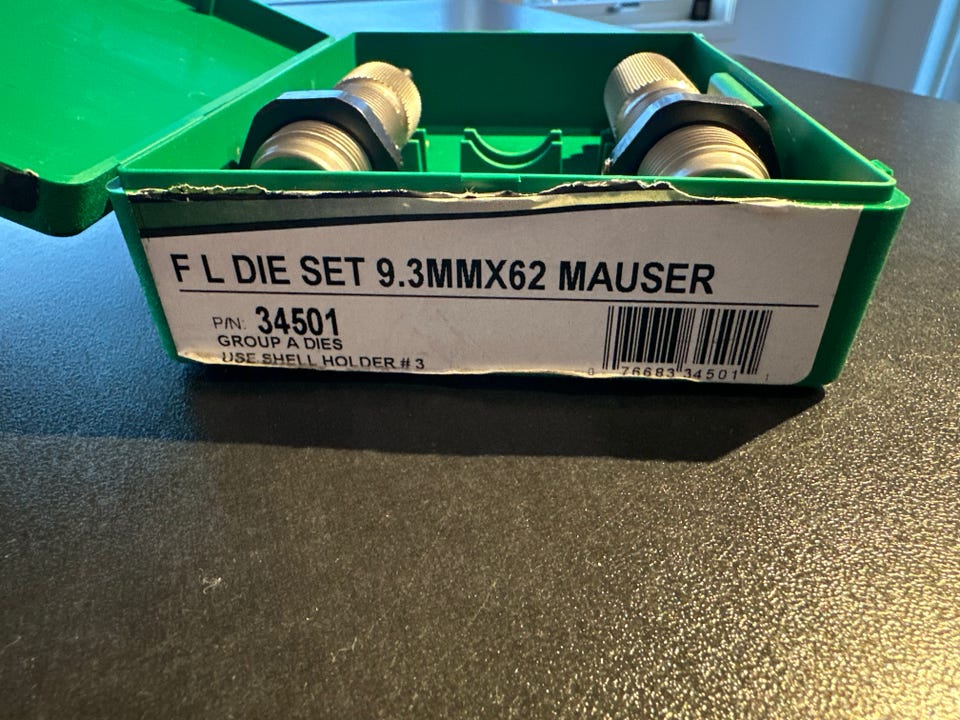 F L DIE SET 9.3MMX62 MAUSER
P/N: 34501
GROUP A DIES
USE SHELL HOLDER # 3
0 76683 34501 1